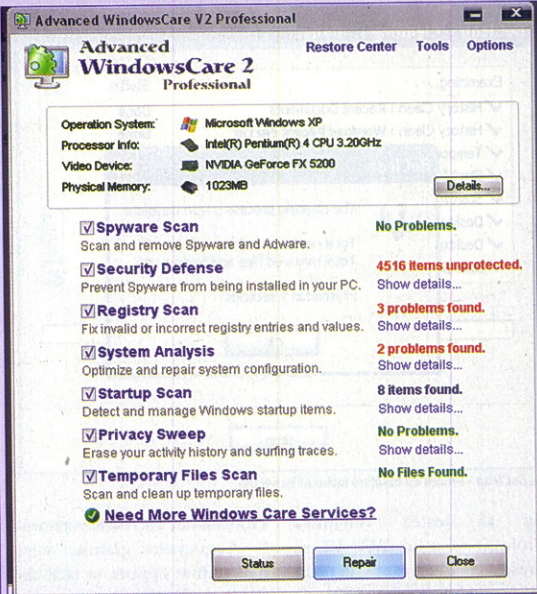 Advanced WindowsCare V2 Professional
Advanced
WindowsCare 2
Professional
Restore Center Tools Options
Operation System: Microsoft Windows XP
Processor Info: Intel(R) Pentium(R) 4 CPU 3.20GHz
Video Device: NVIDIA GeForce FX 5200
Physical Memory: 1023MB
Details...
Spyware Scan No Problems.
Scan and remove Spyware and Adware.
Security Defense 4516 items unprotected.
Prevent Spyware from being installed in your PC. Show details...
Registry Scan 3 problems found.
Fix invalid or incorrect registry entries and values. Show details...
System Analysis 2 problems found.
Optimize and repair system configuration. Show details...
Startup Scan 8 items found.
Detect and manage Windows startup items. Show details...
Privacy Sweep No Problems.
Erase your activity history and surfing traces. Show details...
Temporary Files Scan No Files Found.
Scan and clean up temporary files.
Need More Windows Care Services?
Status Repair Close